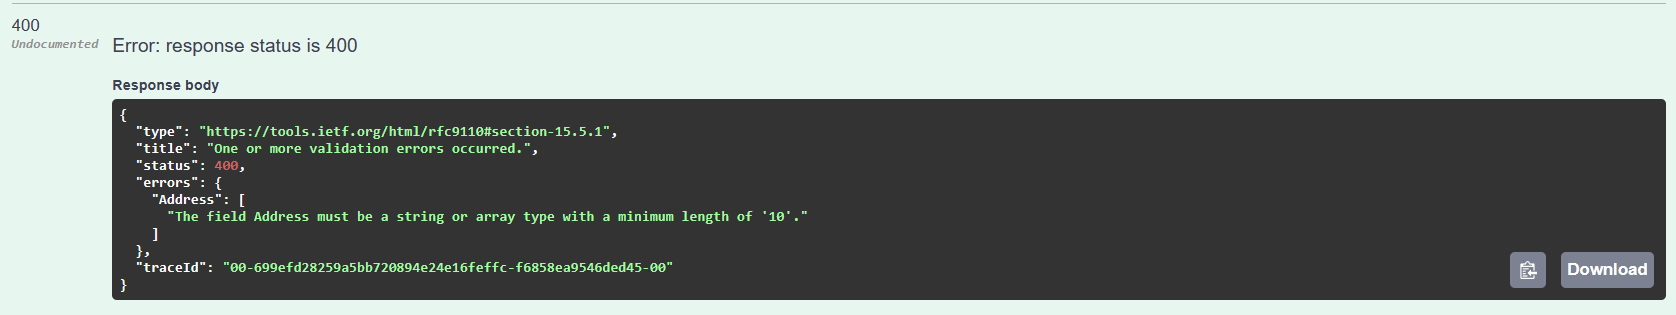 400
Undocumented
Error: response status is 400
Response body
{
  "type": "https://tools.ietf.org/html/rfc9110#section-15.5.1",
  "title": "One or more validation errors occurred.",
  "status": 400,
  "errors": {
    "Address": [
      "The field Address must be a string or array type with a minimum length of '10'."
    ]
  },
  "traceId": "00-699efd28259a5bb720894e24e16feffc-f6858ea9546ded45-00"
}
Download